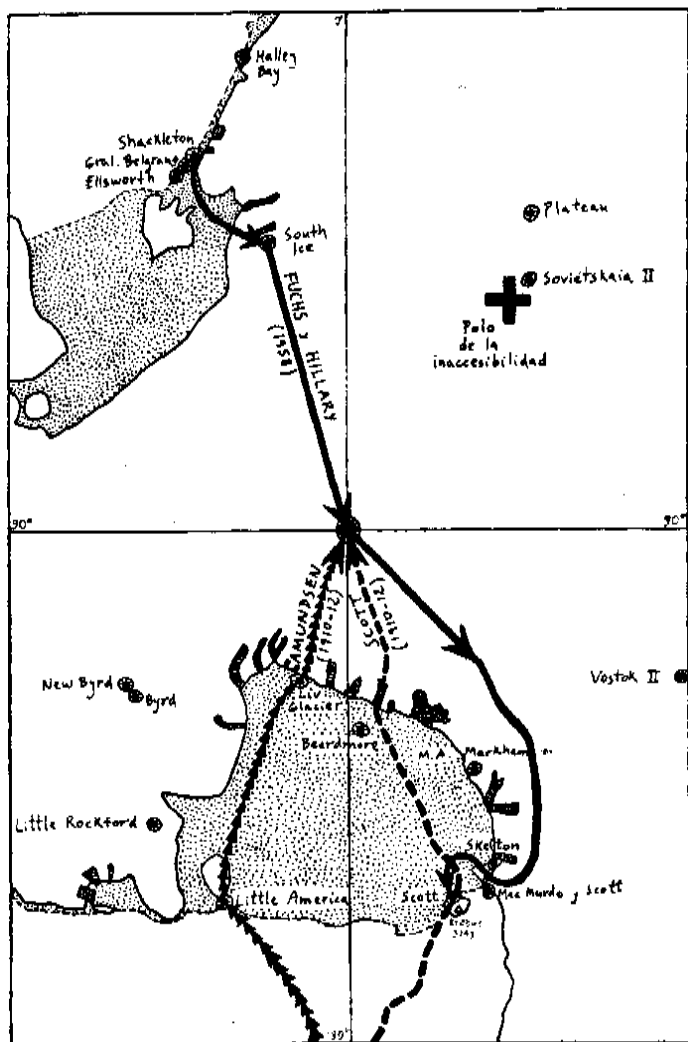 Halley
Bay
Shackleton
Gral. Belgrano
Ellsworth
South
Ice
Plateau
Sovietskaia II
Polo
de la
inaccesibilidad
FUCHS y HILLARY
(1958)
90°
90°
AMUNDSEN
(1910-12)
SCOTT
(1910-12)
New Byrd
Byrd
Liv
Glacier
Beardmore
Vostok II
M.A.
Markham
Little Rockford
Skelton
Little America
Scott
Mac Murdo y Scott